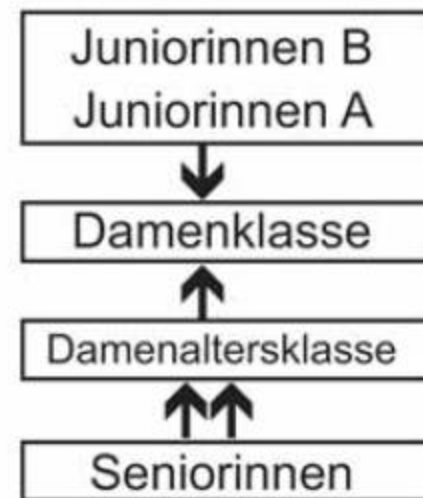 Juniorinnen B
Juniorinnen A
Damenklasse
Damenaltersklasse
Seniorinnen